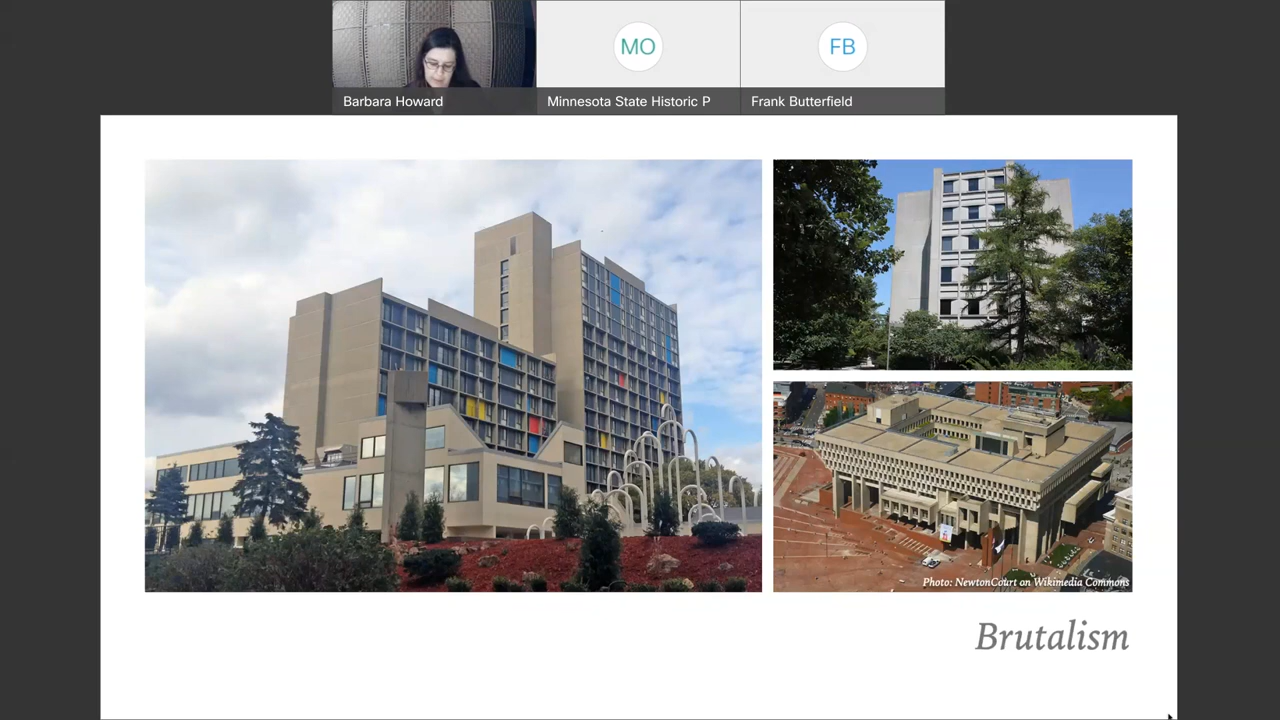 MO
FB
Barbara Howard
Minnesota State Historic P
Frank Butterfield
Photo: NewtonCourt on Wikimedia Commons
Brutalism